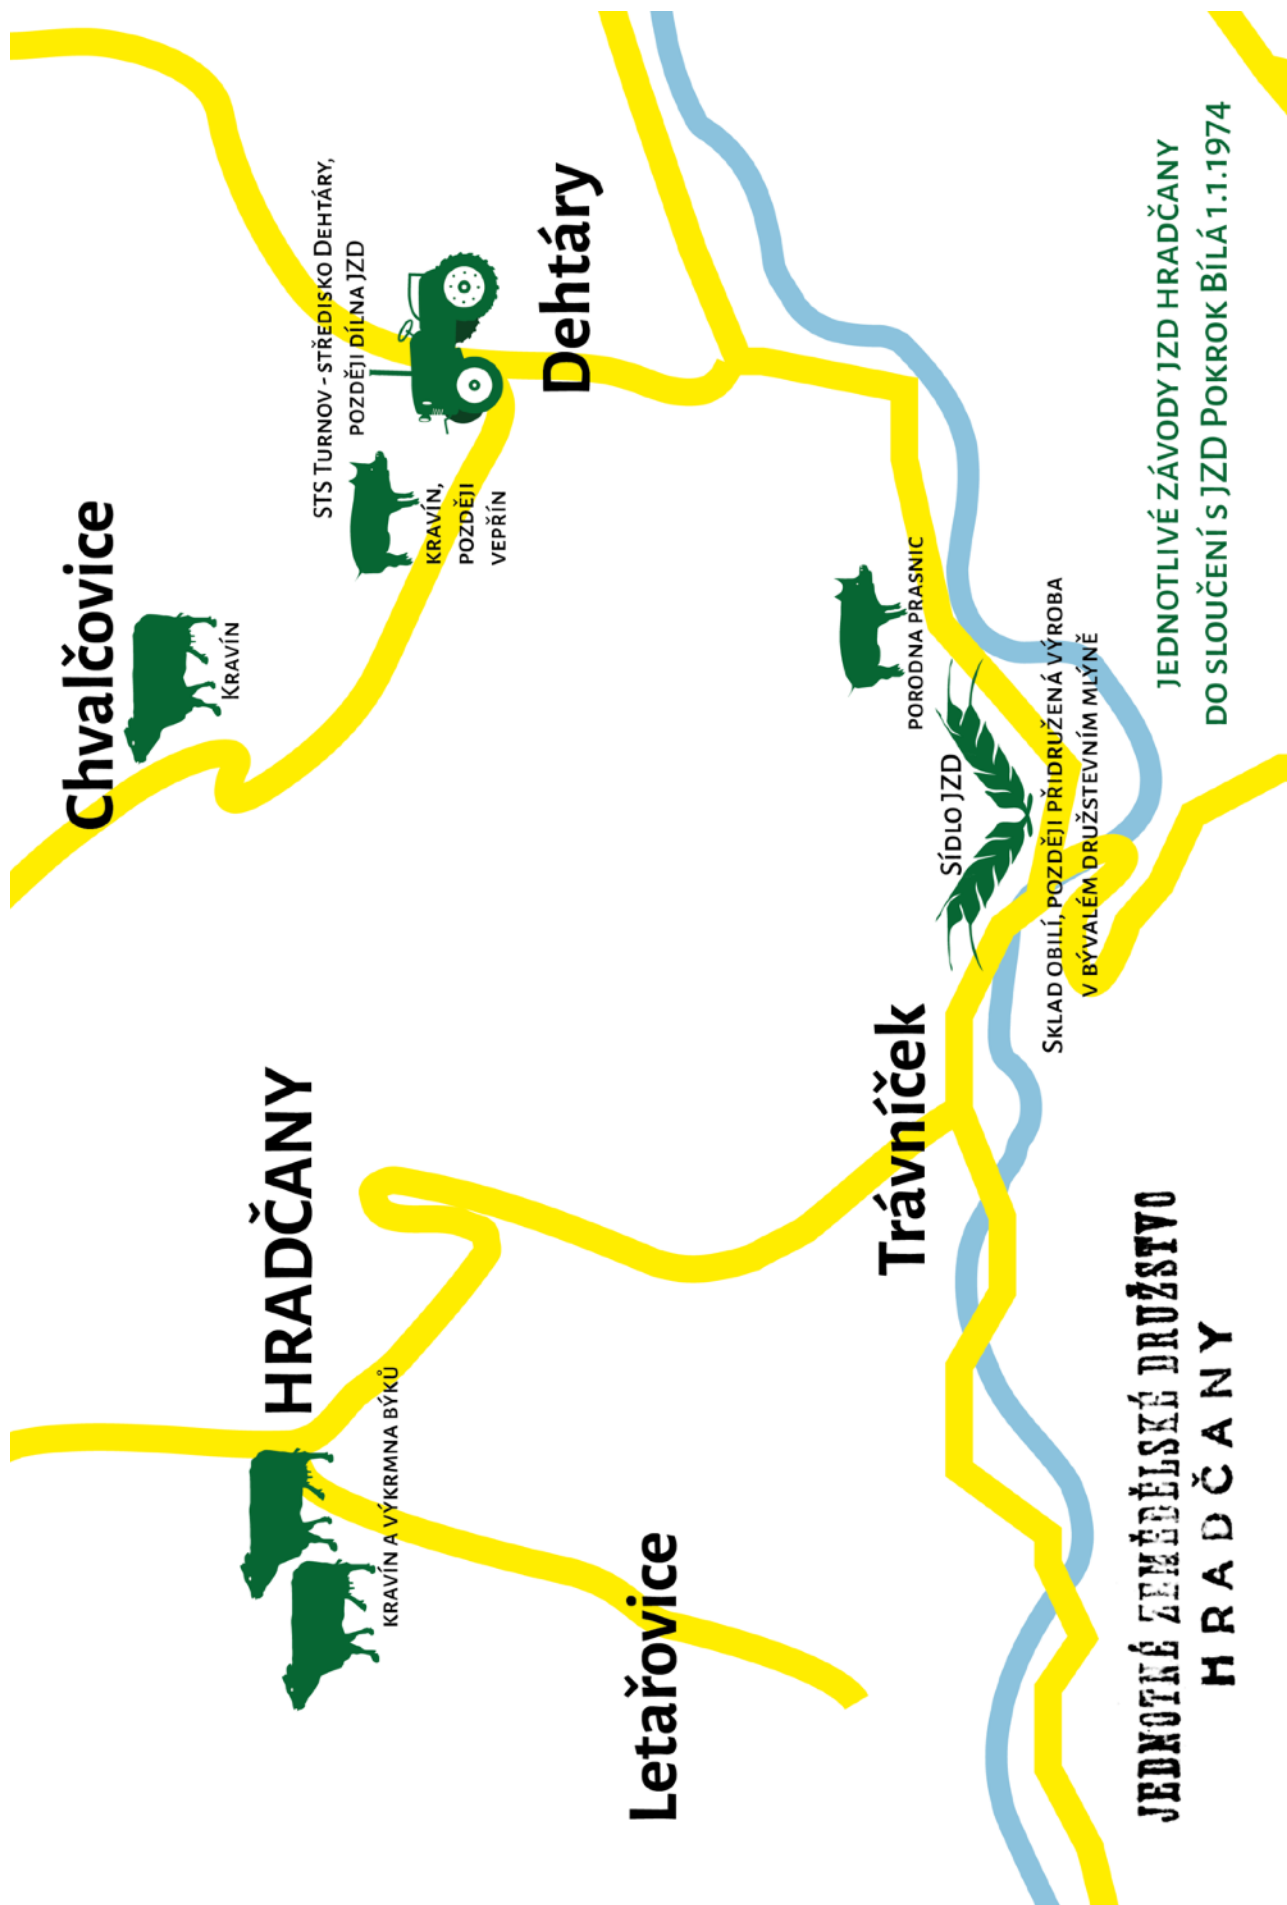 Chvalčovice
Kravín
STS Turnov - středisko Dehtáry,
později dílna JZD
kravín,
později
vepřín
Dehtáry
HRADČANY
kravín a výkrmna býků
Letařovice
Trávníček
porodna prasnic
Sídlo JZD
Sklad obilí, později přidružená výroba
v bývalém družstevním mlýně
JEDNOTNÉ ZEMĚDĚLSKÉ DRUŽSTVO
HRADČANY
jednotlivé závody JZD Hradčany
do sloučení s JZD Pokrok Bílá 1.1.1974